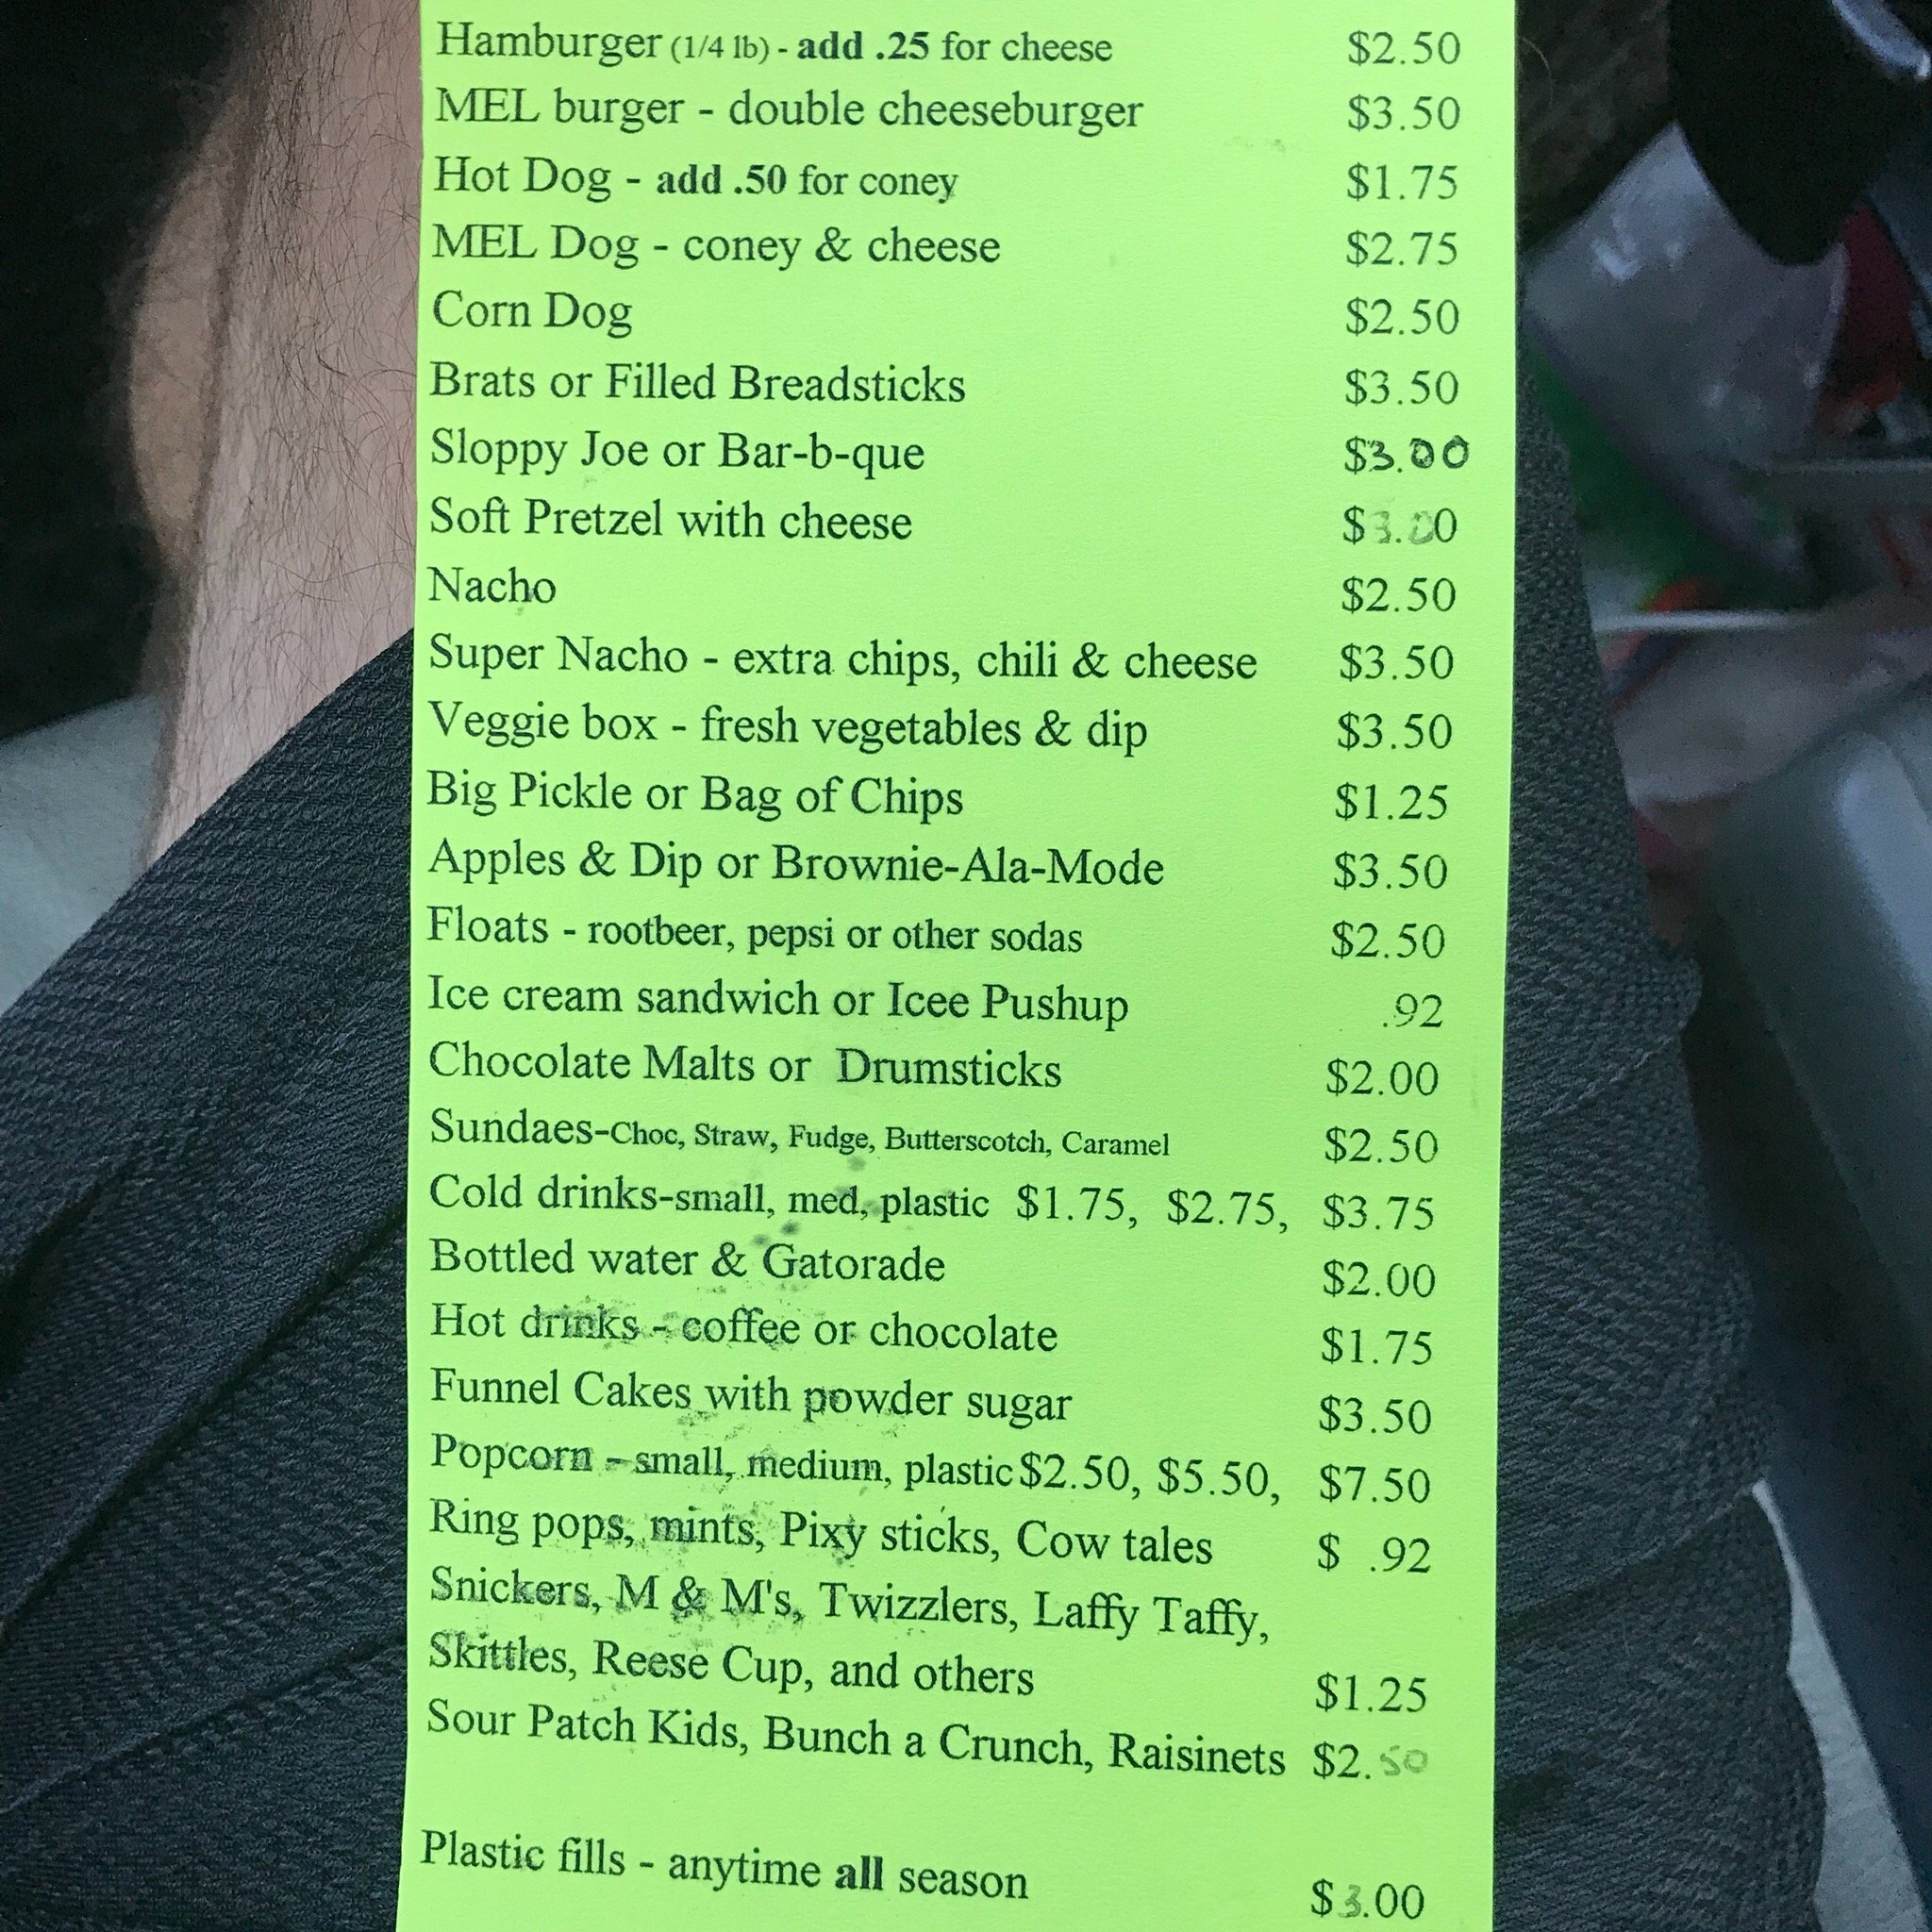 Hamburger (1/4 lb) - add .25 for cheese $2.50
MEL burger - double cheeseburger $3.50
Hot Dog - add .50 for coney $1.75
MEL Dog - coney & cheese $2.75
Corn Dog $2.50
Brats or Filled Breadsticks $3.50
Sloppy Joe or Bar-b-que $3.00
Soft Pretzel with cheese $3.00
Nacho $2.50
Super Nacho - extra chips, chili & cheese $3.50
Veggie box - fresh vegetables & dip $3.50
Big Pickle or Bag of Chips $1.25
Apples & Dip or Brownie-Ala-Mode $3.50
Floats - rootbeer, pepsi or other sodas $2.50
Ice cream sandwich or Icee Pushup .92
Chocolate Malts or Drumsticks $2.00
Sundaes-Choc, Straw, Fudge, Butterscotch, Caramel $2.50
Cold drinks-small, med, plastic $1.75, $2.75, $3.75
Bottled water & Gatorade $2.00
Hot drinks - coffee or chocolate $1.75
Funnel Cakes with powder sugar $3.50
Popcorn - small, medium, plastic $2.50, $5.50, $7.50
Ring pops, mints, Pixy sticks, Cow tales $ .92
Snickers, M & M's, Twizzlers, Laffy Taffy,
Skittles, Reese Cup, and others $1.25
Sour Patch Kids, Bunch a Crunch, Raisinets $2.50
Plastic fills - anytime all season $3.00